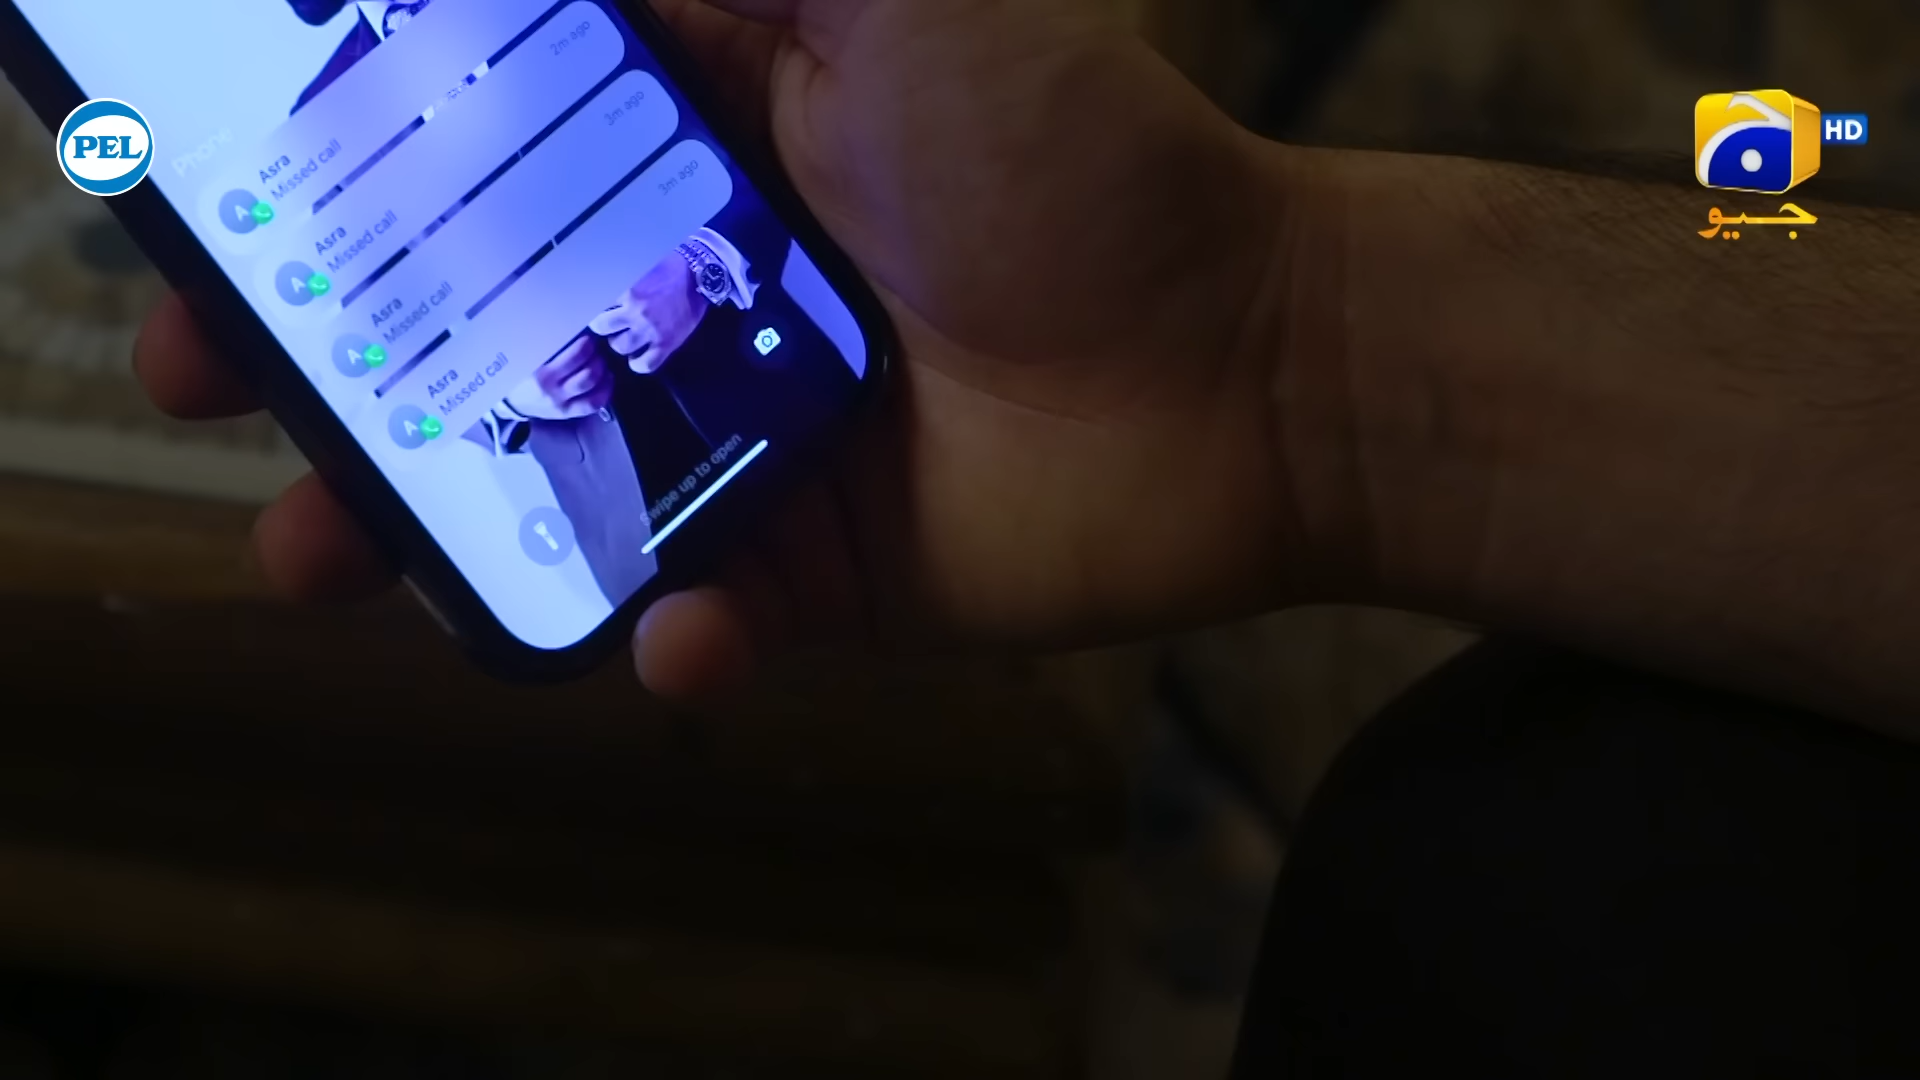 PEL
HD
جیو
Phone
2m ago
Asra
Missed call
3m ago
Asra
Missed call
3m ago
Asra
Missed call
Asra
Missed call
Swipe up to open